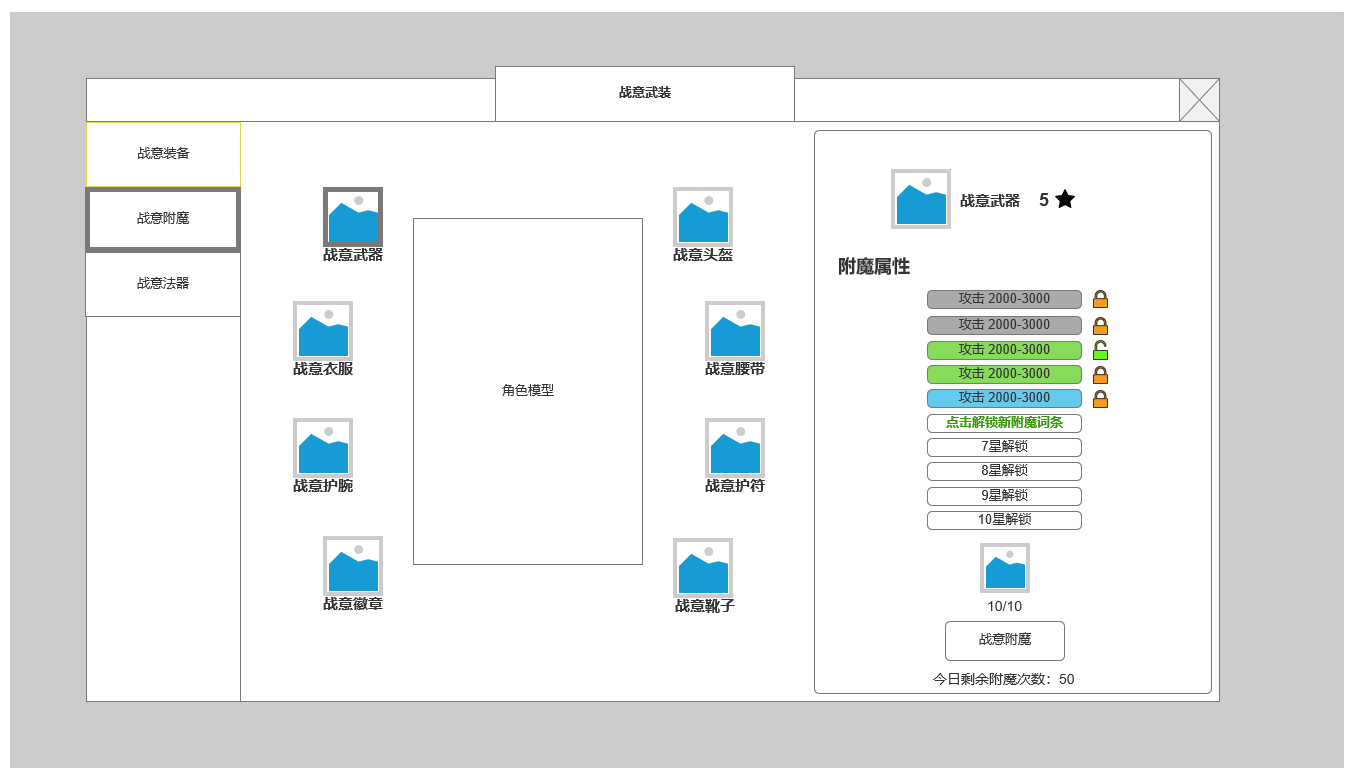 战意武装
战意装备
战意附魔
战意法器
战意武器
战意头盔
战意衣服
战意腰带
角色模型
战意护腕
战意护符
战意徽章
战意靴子
战意武器 5
附魔属性
攻击 2000-3000
攻击 2000-3000
攻击 2000-3000
攻击 2000-3000
攻击 2000-3000
点击解锁新附魔词条
7星解锁
8星解锁
9星解锁
10星解锁
10/10
战意附魔
今日剩余附魔次数：50